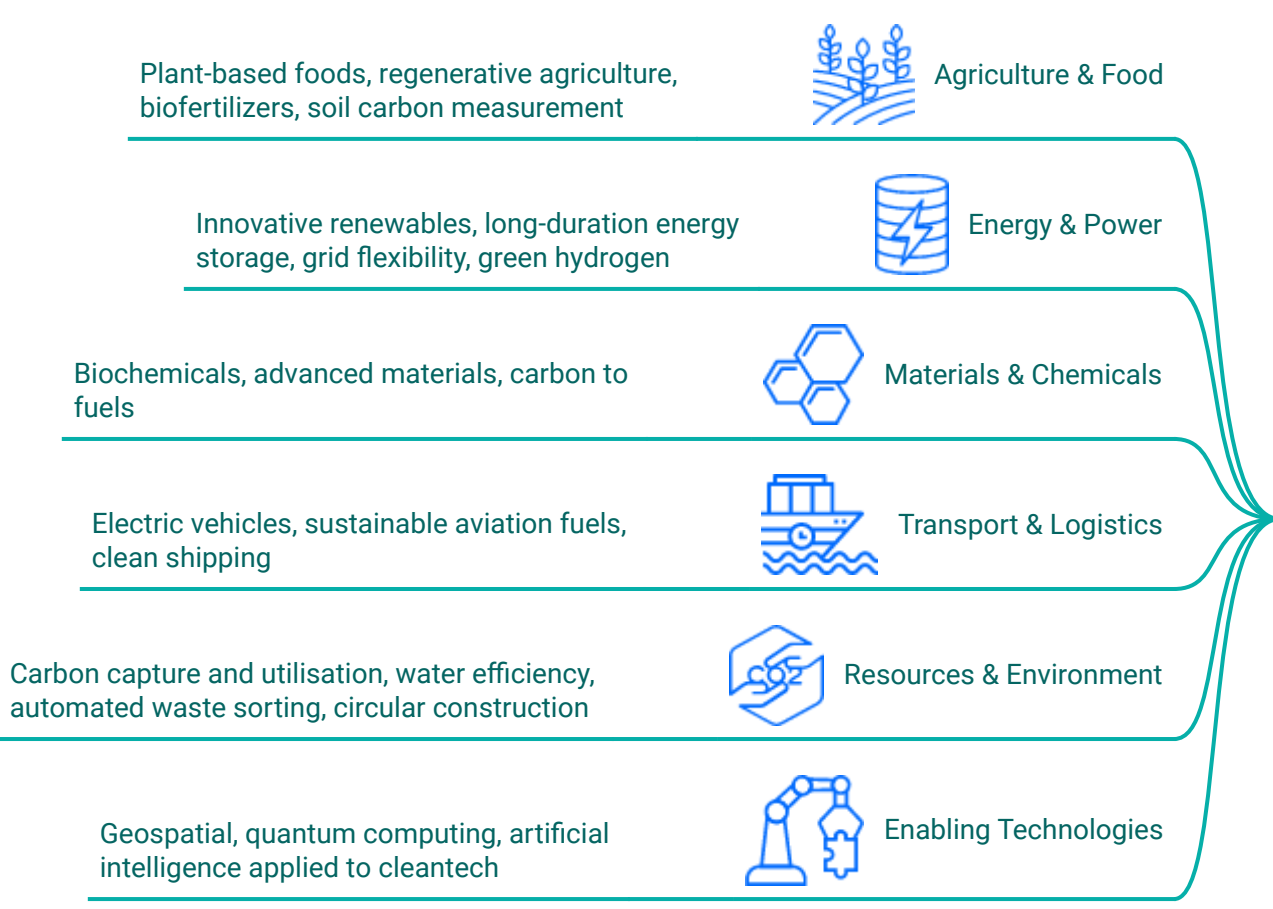 Plant-based foods, regenerative agriculture,
biofertilizers, soil carbon measurement
Agriculture & Food
Innovative renewables, long-duration energy
storage, grid flexibility, green hydrogen
Energy & Power
Biochemicals, advanced materials, carbon to
fuels
Materials & Chemicals
Electric vehicles, sustainable aviation fuels,
clean shipping
Transport & Logistics
Carbon capture and utilisation, water efficiency,
automated waste sorting, circular construction
CO2
Resources & Environment
Geospatial, quantum computing, artificial
intelligence applied to cleantech
Enabling Technologies